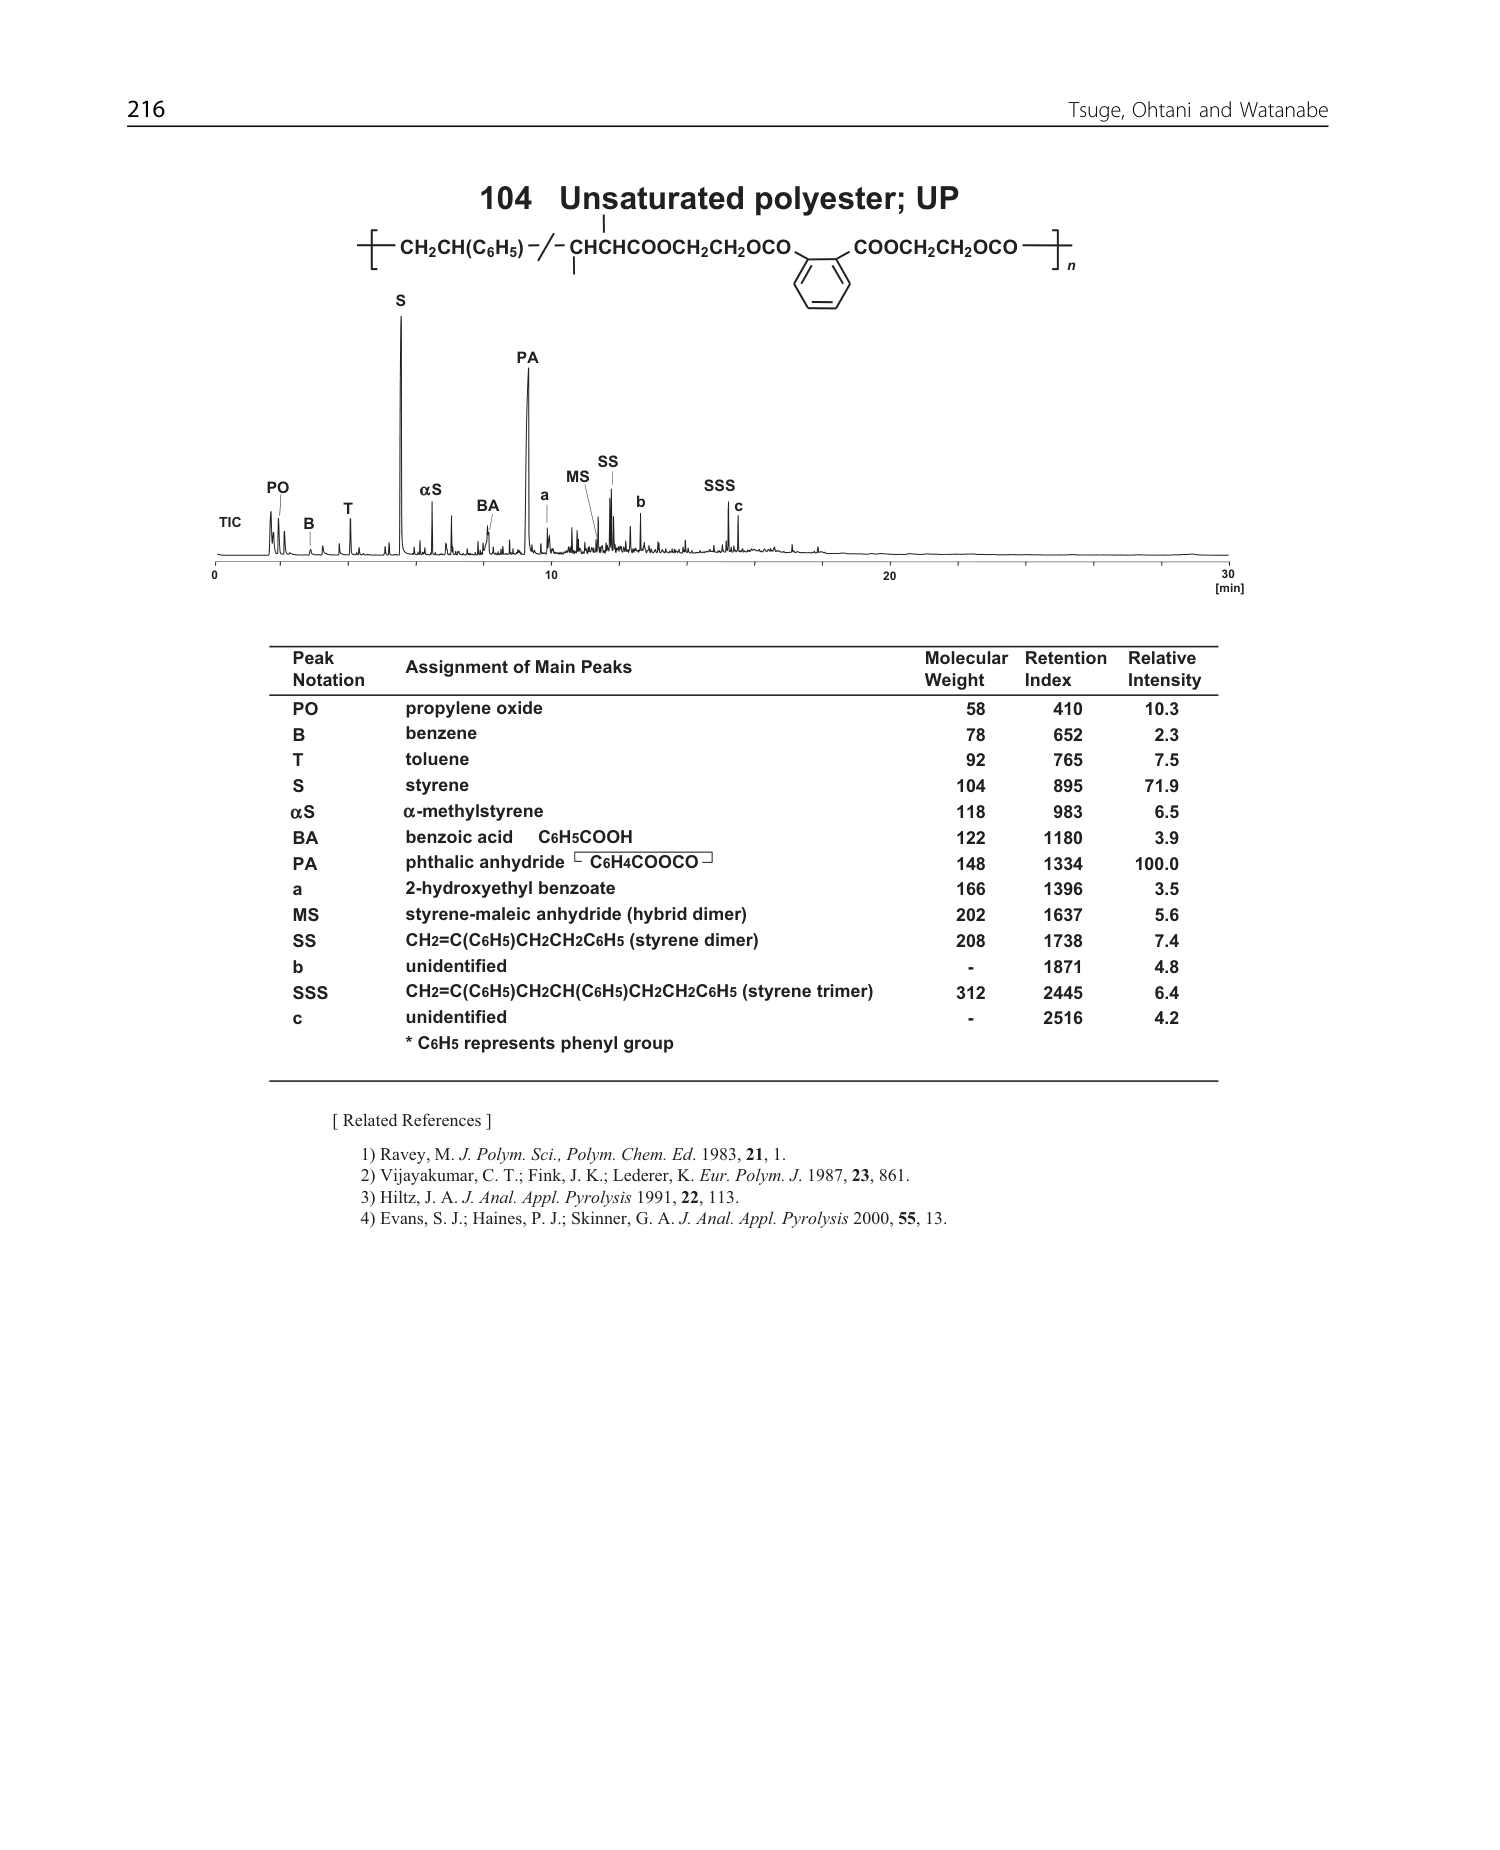 216 Tsuge, Ohtani and Watanabe
104 Unsaturated polyester; UP
CH2CH(C6H5) CHCHCOOCH2CH2OCO COOCH2CH2OCO n
S
PA
SS
MS
PO αS BA a b SSS c
T
B
TIC
0 10 20 30
[min]
Peak Notation Assignment of Main Peaks Molecular Weight Retention Index Relative Intensity
PO propylene oxide 58 410 10.3
B benzene 78 652 2.3
T toluene 92 765 7.5
S styrene 104 895 71.9
αS α-methylstyrene 118 983 6.5
BA benzoic acid C6H5COOH 122 1180 3.9
PA phthalic anhydride C6H4COOCO 148 1334 100.0
a 2-hydroxyethyl benzoate 166 1396 3.5
MS styrene-maleic anhydride (hybrid dimer) 202 1637 5.6
SS CH2=C(C6H5)CH2CH2C6H5 (styrene dimer) 208 1738 7.4
b unidentified - 1871 4.8
SSS CH2=C(C6H5)CH2CH(C6H5)CH2CH2C6H5 (styrene trimer) 312 2445 6.4
c unidentified - 2516 4.2
* C6H5 represents phenyl group
[ Related References ]
1) Ravey, M. J. Polym. Sci., Polym. Chem. Ed. 1983, 21, 1.
2) Vijayakumar, C. T.; Fink, J. K.; Lederer, K. Eur. Polym. J. 1987, 23, 861.
3) Hiltz, J. A. J. Anal. Appl. Pyrolysis 1991, 22, 113.
4) Evans, S. J.; Haines, P. J.; Skinner, G. A. J. Anal. Appl. Pyrolysis 2000, 55, 13.